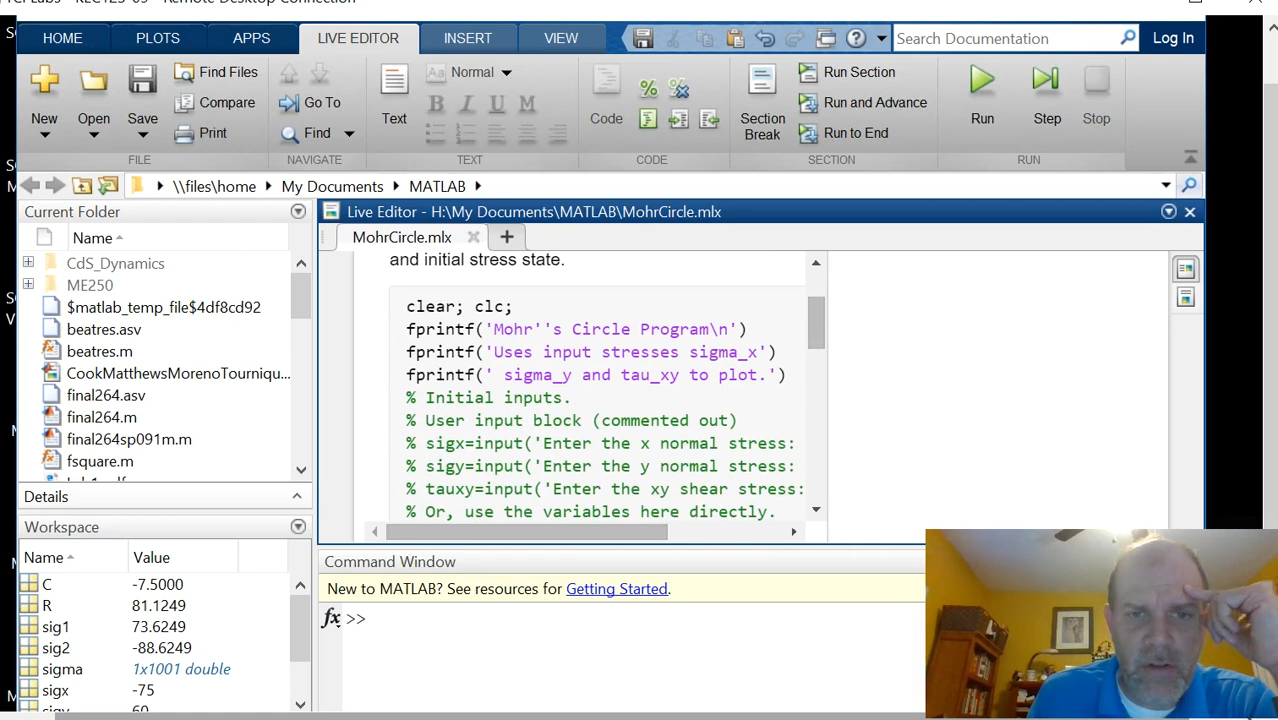 HOME
PLOTS
APPS
LIVE EDITOR
INSERT
VIEW
Search Documentation
Log In
New
Open
Save
Find Files
Compare
Print
FILE
Go To
Find
NAVIGATE
Text
Aa Normal
B I U M
TEXT
Code
CODE
Section Break
Run Section
Run and Advance
Run to End
SECTION
Run
Step
Stop
RUN
\\files\home
My Documents
MATLAB
Current Folder
Name
CdS_Dynamics
ME250
$matlab_temp_file$4df8cd92
beatres.asv
beatres.m
CookMatthewsMorenoTourniqu...
final264.asv
final264.m
final264sp091m.m
fsquare.m
Details
Workspace
Name Value
C -7.5000
R 81.1249
sig1 73.6249
sig2 -88.6249
sigma 1x1001 double
sigx -75
Live Editor - H:\My Documents\MATLAB\MohrCircle.mlx
MohrCircle.mlx
and initial stress state.
clear; clc;
fprintf('Mohr''s Circle Program\n')
fprintf('Uses input stresses sigma_x')
fprintf(' sigma_y and tau_xy to plot.')
% Initial inputs.
% User input block (commented out)
% sigx=input('Enter the x normal stress:
% sigy=input('Enter the y normal stress:
% tauxy=input('Enter the xy shear stress:
% Or, use the variables here directly.
Command Window
New to MATLAB? See resources for Getting Started.
fx >>